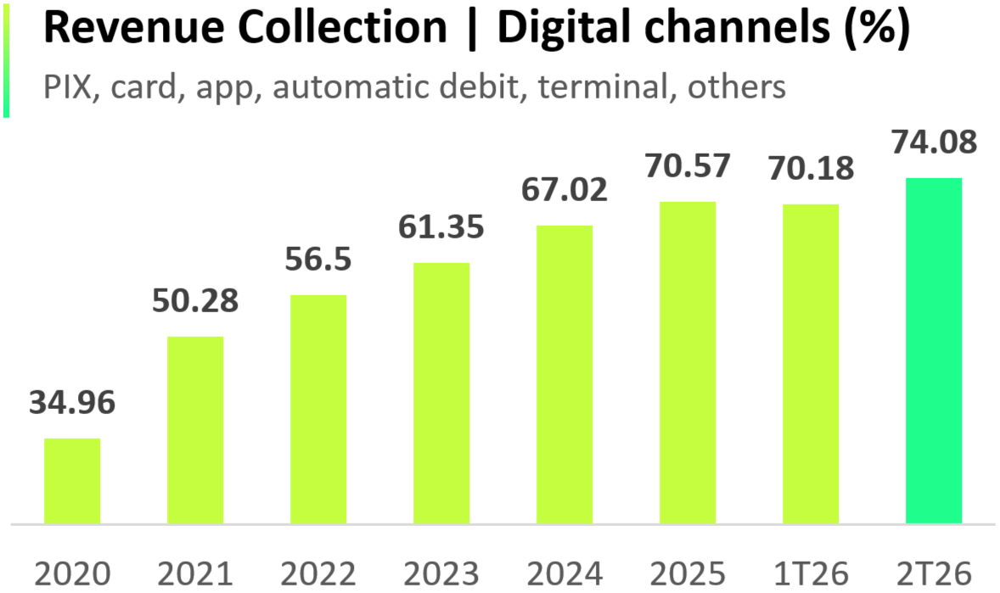 Revenue Collection | Digital channels (%)
PIX, card, app, automatic debit, terminal, others
34.96
50.28
56.5
61.35
67.02
70.57
70.18
74.08
2020 2021 2022 2023 2024 2025 1T26 2T26